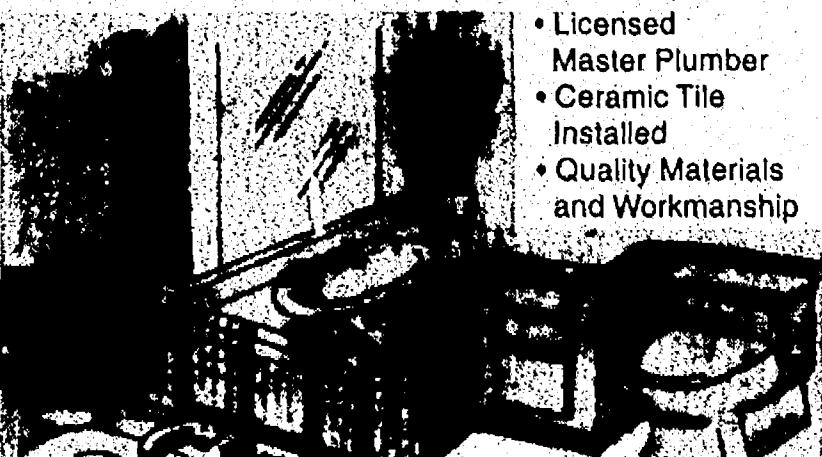 • Licensed
Master Plumber
• Ceramic Tile
Installed
• Quality Materials
and Workmanship